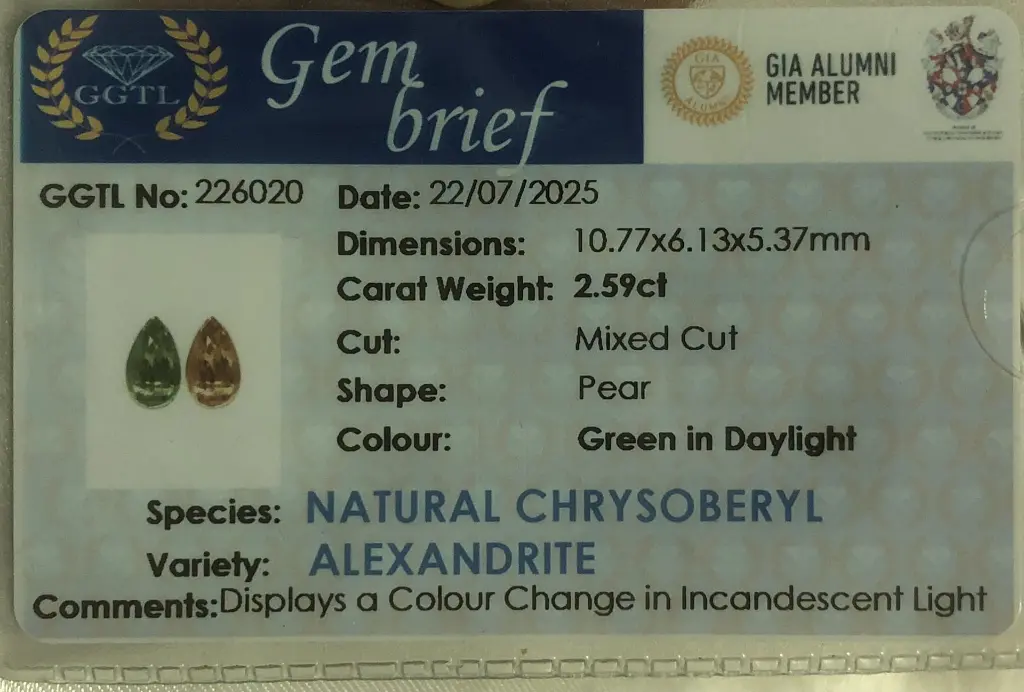 GGTL
Gem
brief
GIA
ALUMNI
GIA ALUMNI
MEMBER
GGTL No: 226020
Date: 22/07/2025
Dimensions: 10.77x6.13x5.37mm
Carat Weight: 2.59ct
Cut: Mixed Cut
Shape: Pear
Colour: Green in Daylight
Species: NATURAL CHRYSOBERYL
Variety: ALEXANDRITE
Comments:Displays a Colour Change in Incandescent Light